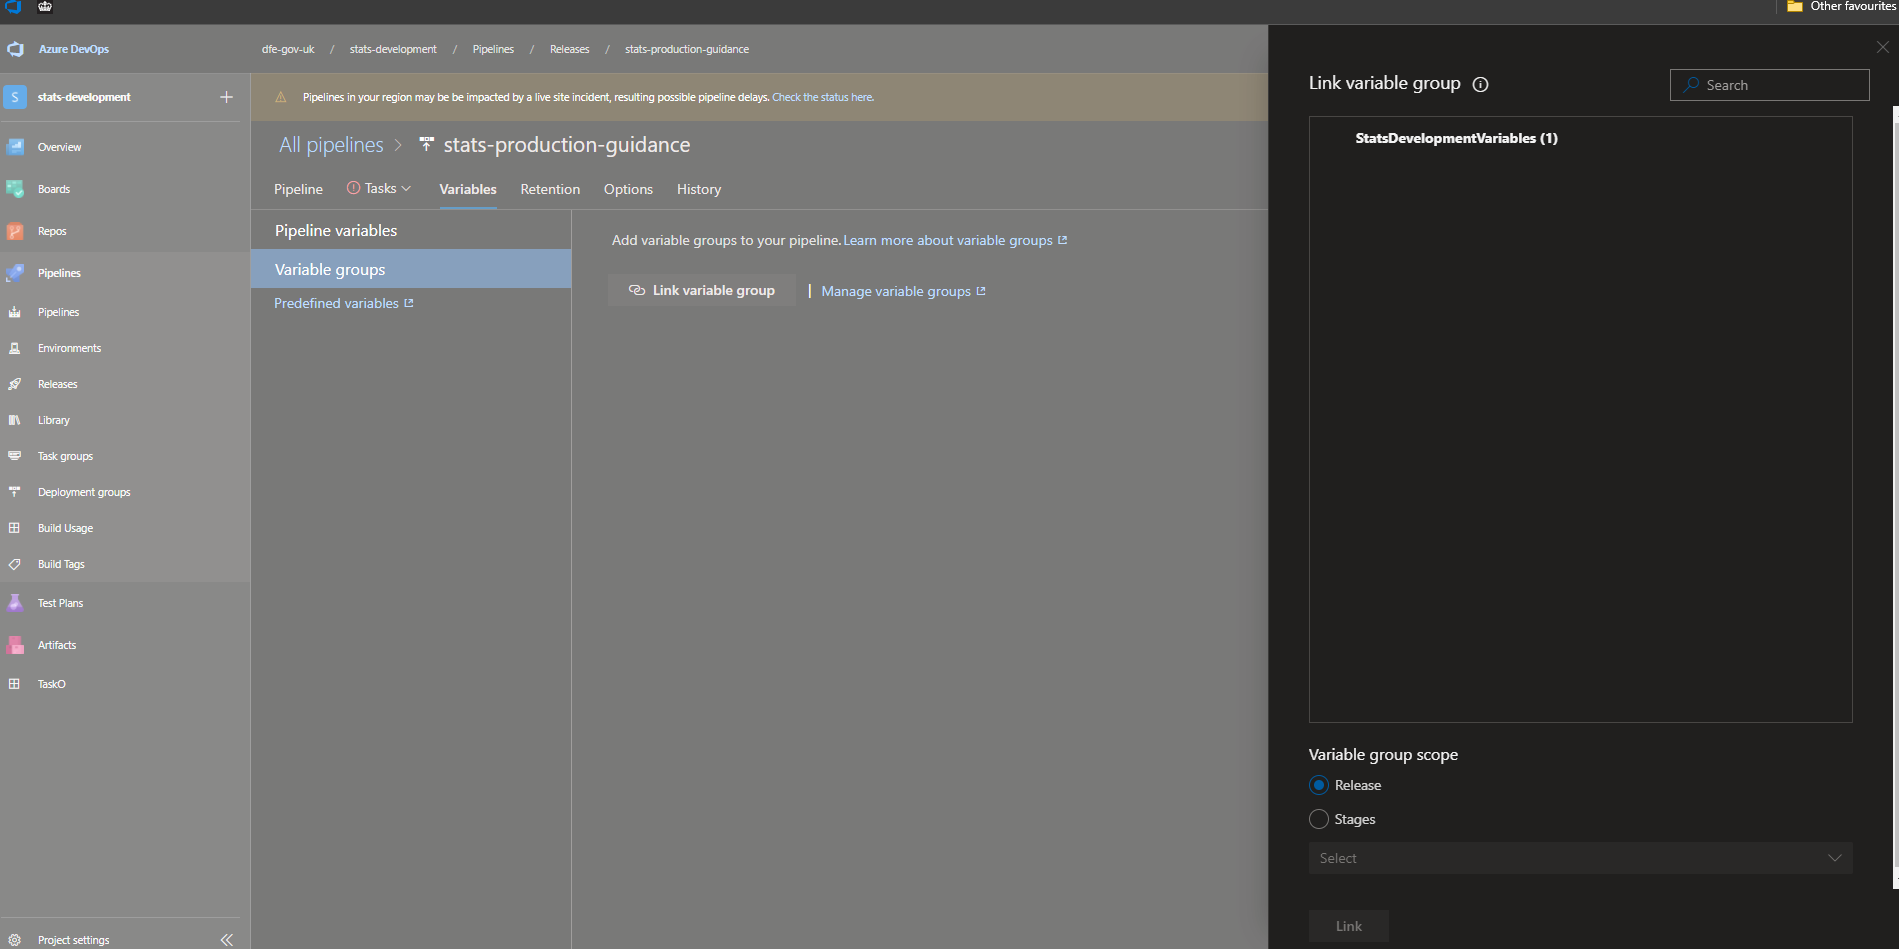 Other favourites
Azure DevOps
dfe-gov-uk / stats-development / Pipelines / Releases / stats-production-guidance
S stats-development
Pipelines in your region may be be impacted by a live site incident, resulting possible pipeline delays. Check the status here.
All pipelines > stats-production-guidance
Pipeline Tasks Variables Retention Options History
Overview
Boards
Repos
Pipelines
Pipelines
Environments
Releases
Library
Task groups
Deployment groups
Build Usage
Build Tags
Test Plans
Artifacts
TaskO
Project settings
Pipeline variables
Variable groups
Predefined variables
Add variable groups to your pipeline. Learn more about variable groups
Link variable group | Manage variable groups
Link variable group
Search
StatsDevelopmentVariables (1)
Variable group scope
Release
Stages
Select
Link